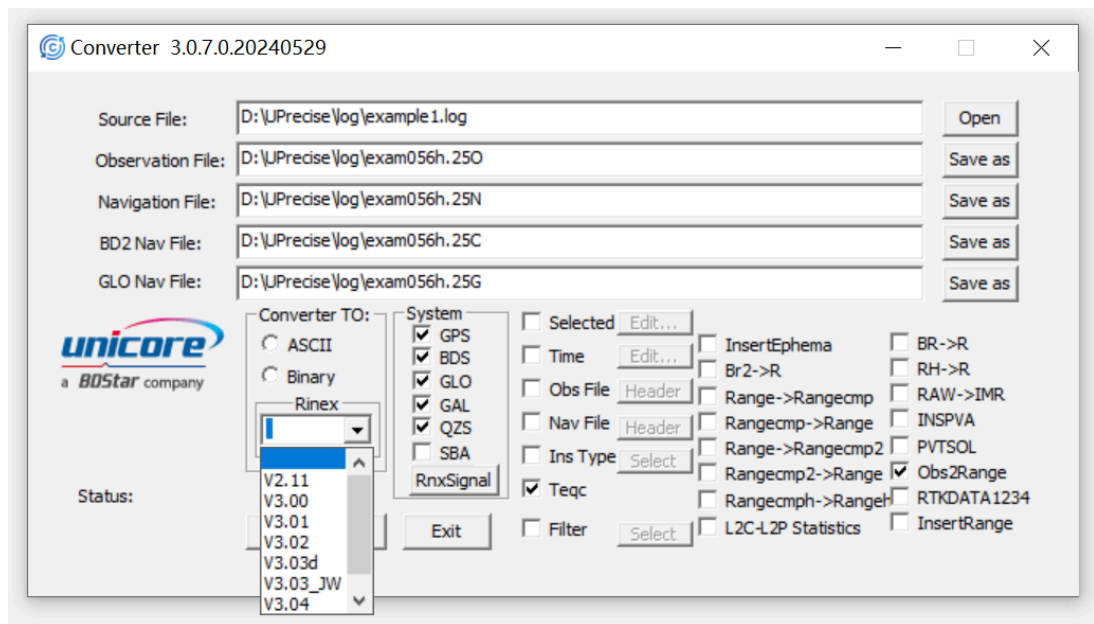 Converter 3.0.7.0.20240529
Source File: D:\UPrecise\log\example1.log Open
Observation File: D:\UPrecise\log\exam056h.25O Save as
Navigation File: D:\UPrecise\log\exam056h.25N Save as
BD2 Nav File: D:\UPrecise\log\exam056h.25C Save as
GLO Nav File: D:\UPrecise\log\exam056h.25G Save as
unicore
a BDStar company
Status:
Converter TO:
ASCII
Binary
Rinex
V2.11
V3.00
V3.01
V3.02
V3.03d
V3.03_JW
V3.04
System
GPS
BDS
GLO
GAL
QZS
SBA
RnxSignal
Exit
Selected Edit...
Time Edit...
Obs File Header
Nav File Header
Ins Type Select
Teqc
Filter Select
InsertEphema
Br2->R
Range->Rangecmp
Rangecmp->Range
Range->Rangecmp2
Rangecmp2->Range
Rangecmph->Rangeh
L2C-L2P Statistics
BR->R
RH->R
RAW->IMR
INSPVA
PVTSOL
Obs2Range
RTKDATA1234
InsertRange